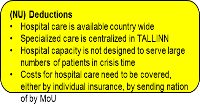 (NU) Deductions
• Hospital care is available country wide
• Specialized care is centralized in TALLINN
• Hospital capacity is not designed to serve large
numbers of patients in crisis time
• Costs for hospital care need to be covered,
either by individual insurance, by sending nation
of by MoU